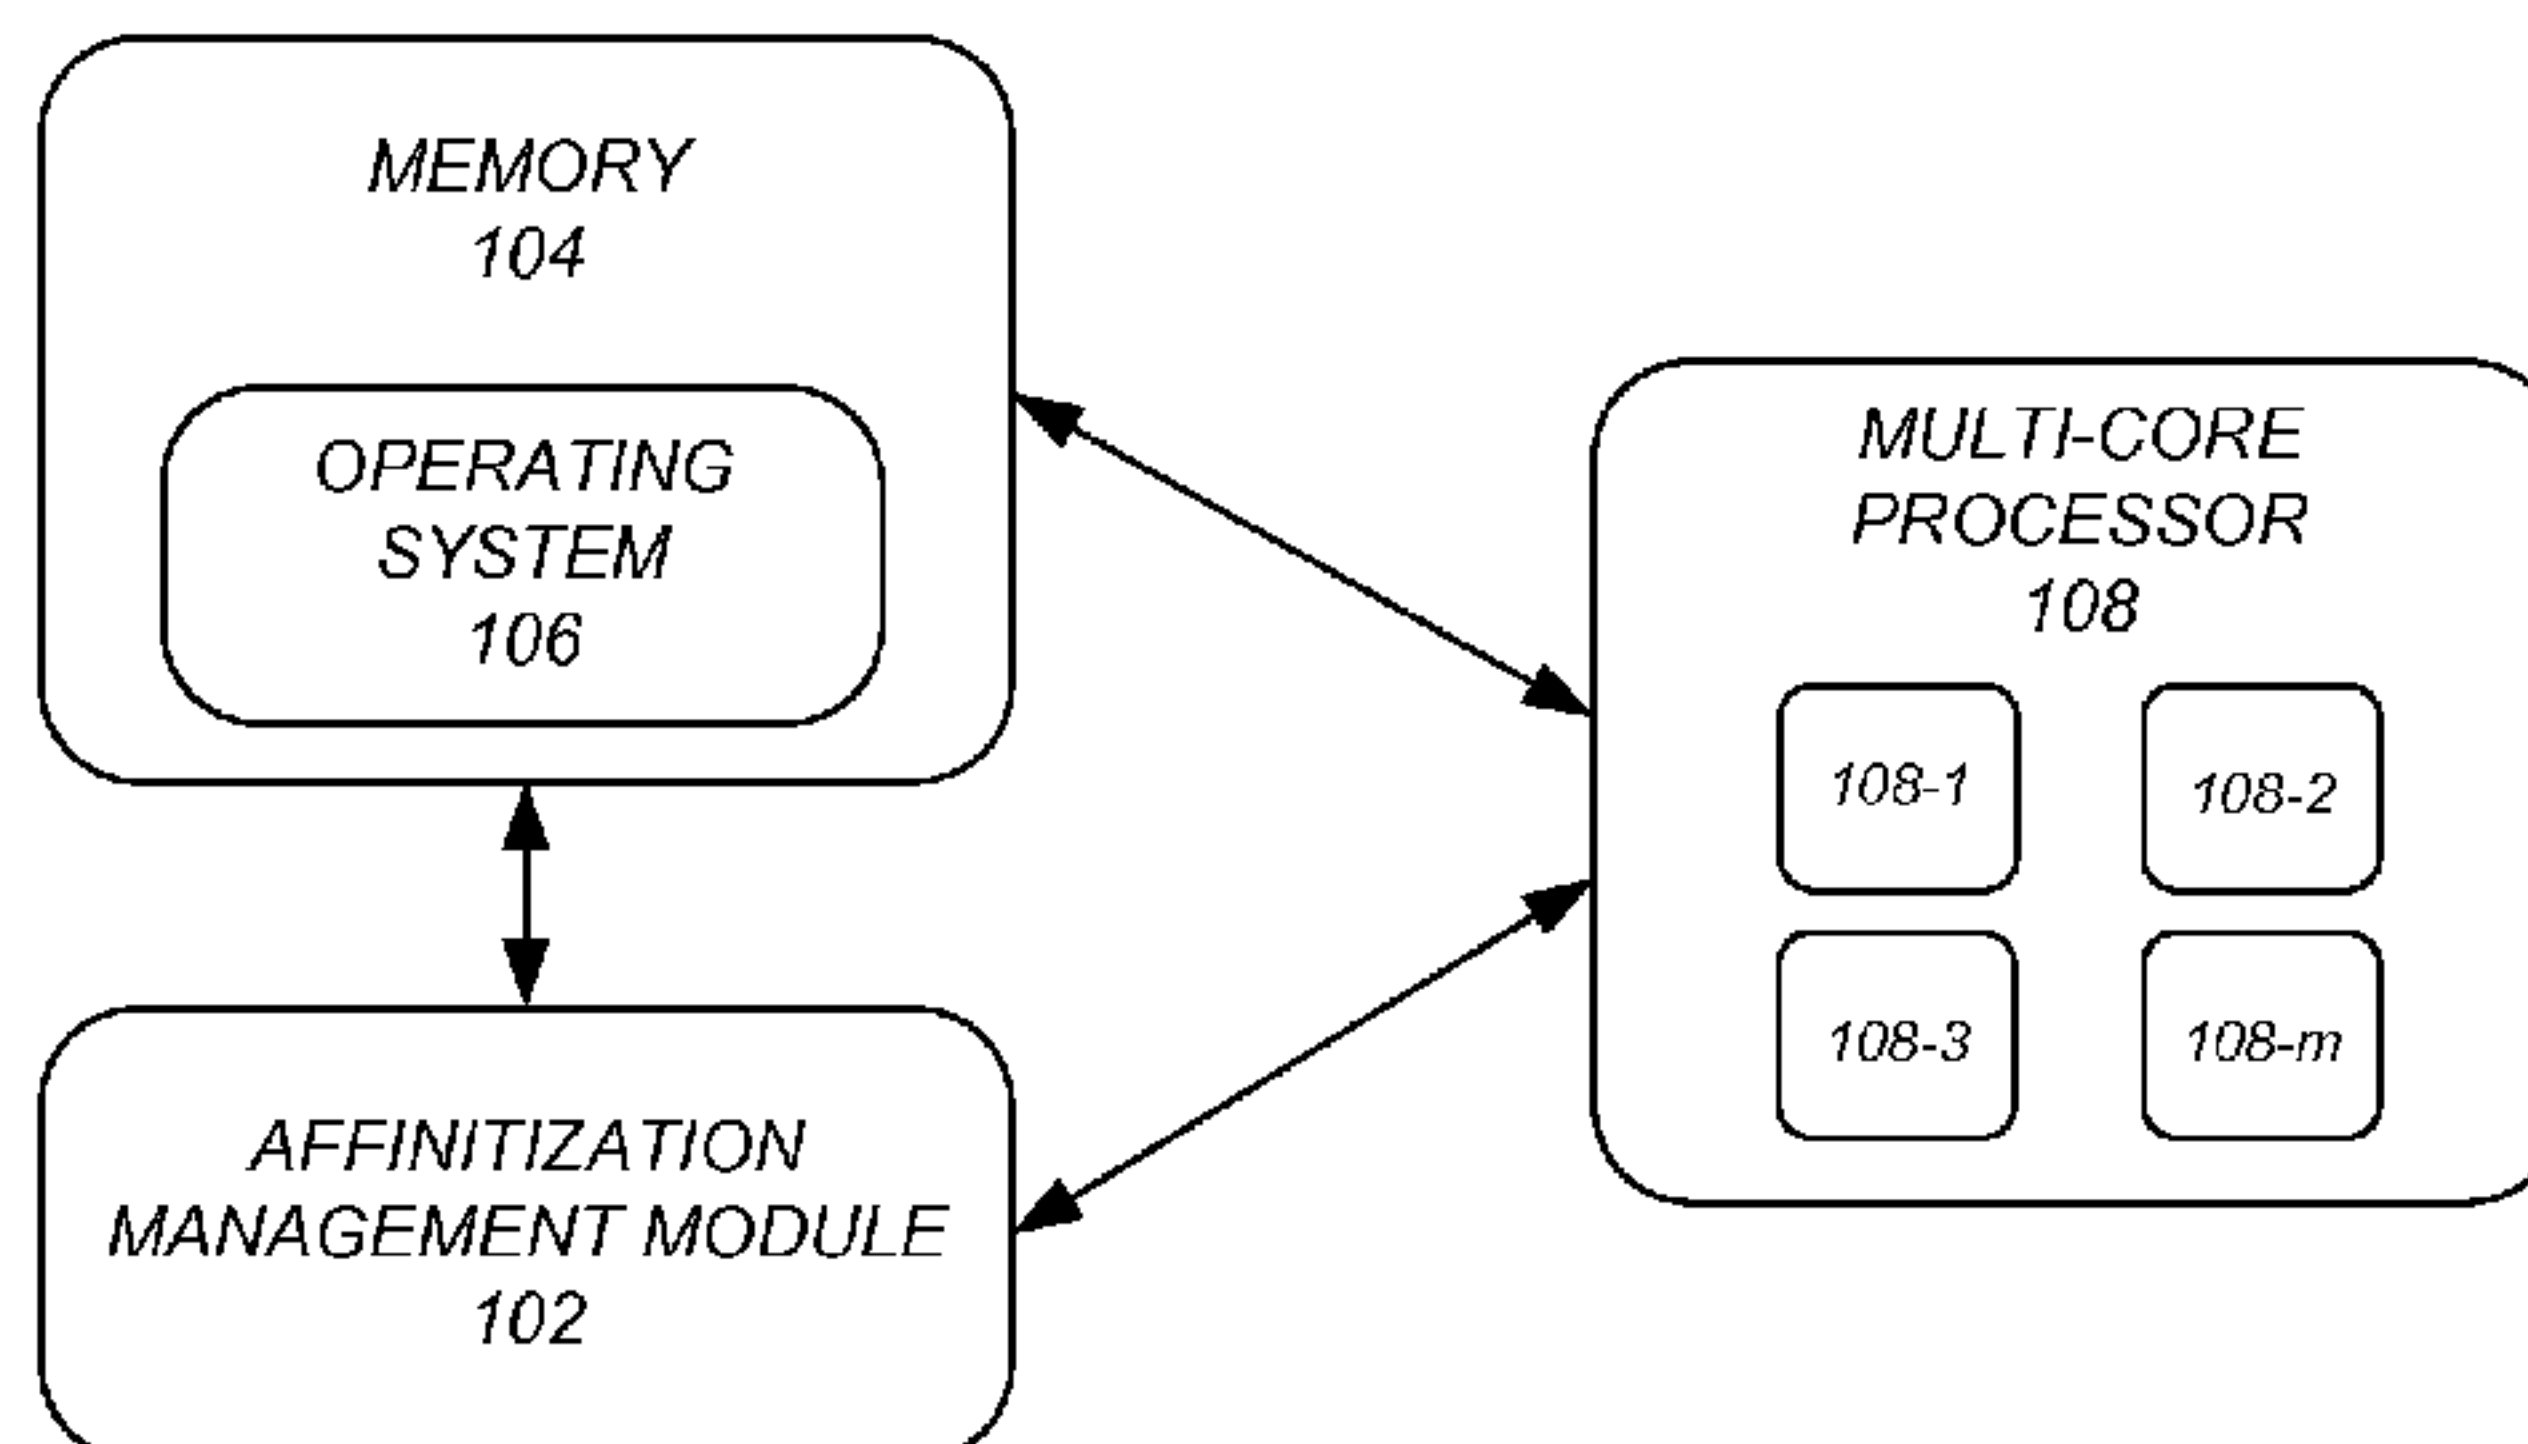 MEMORY
104
OPERATING
SYSTEM
106
MULTI-CORE
PROCESSOR
108
108-1
108-2
108-3
108-m
AFFINITIZATION
MANAGEMENT MODULE
102